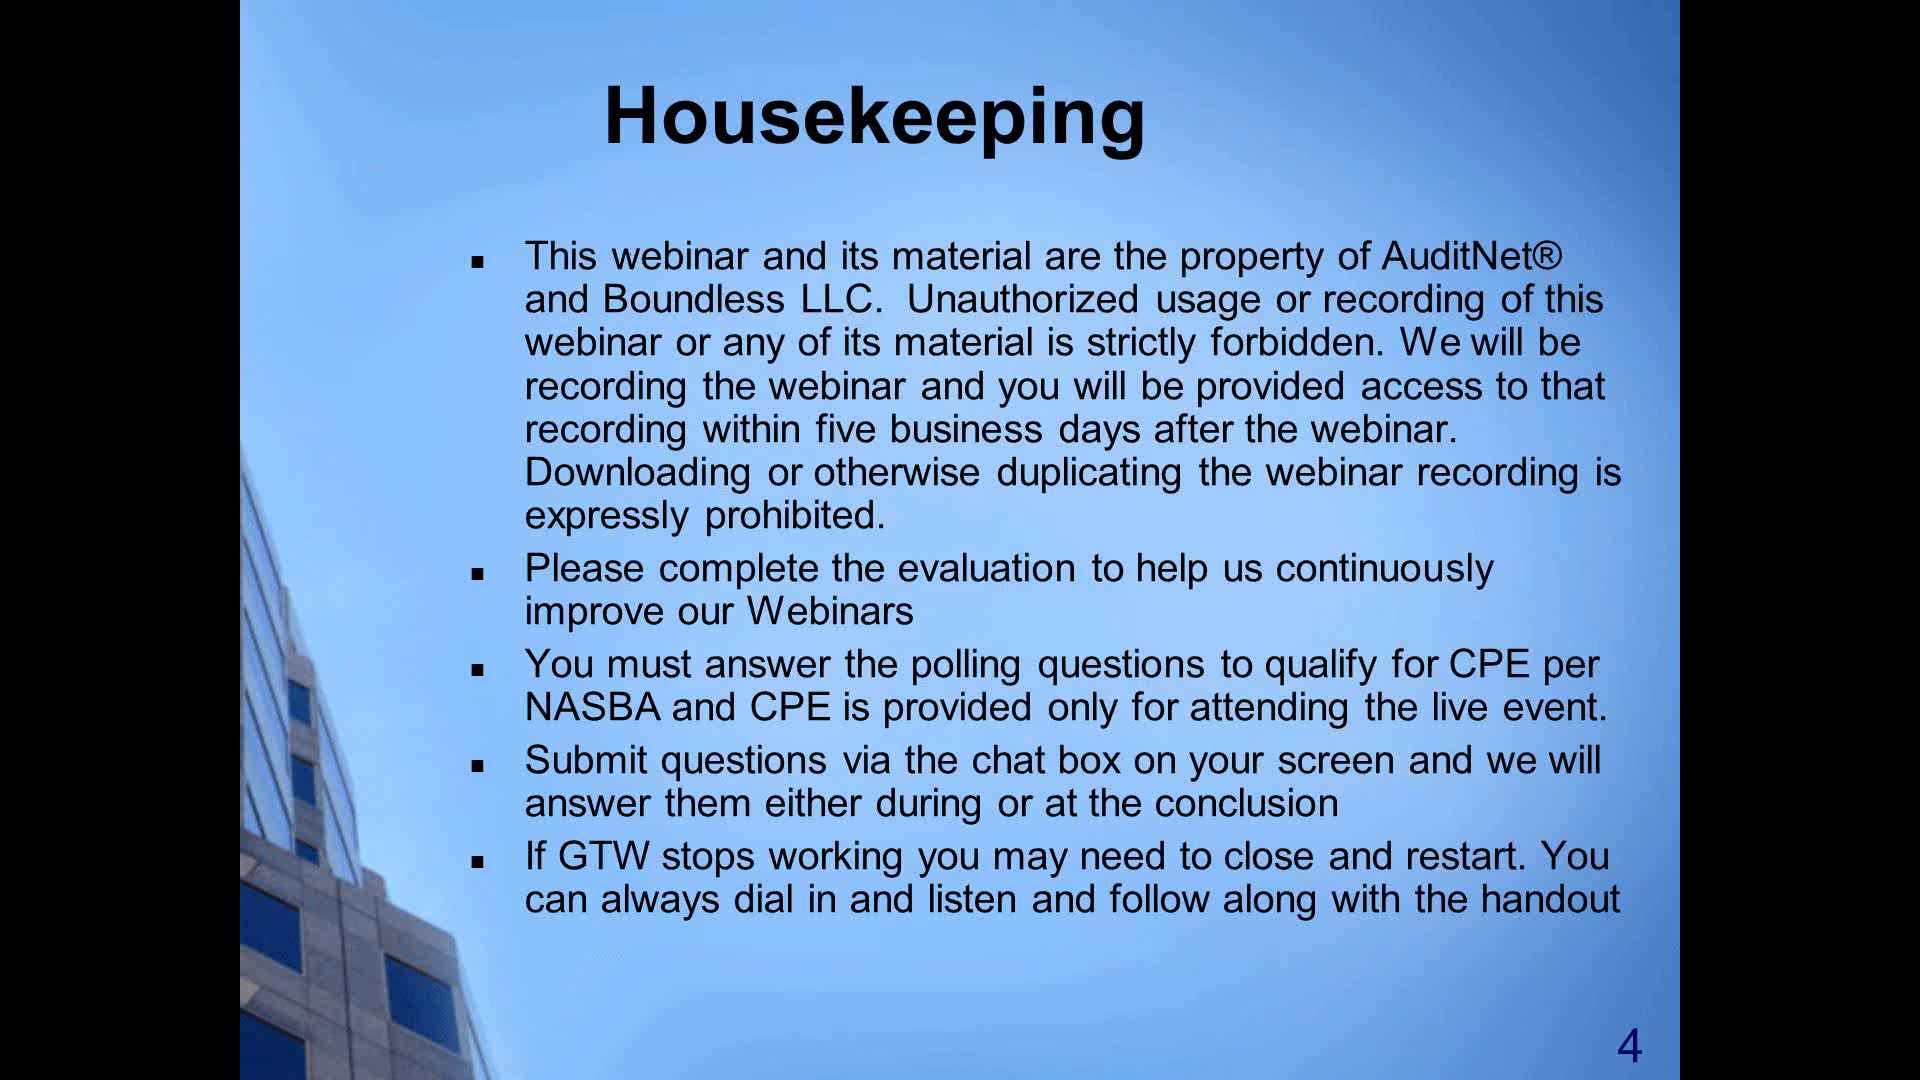 Housekeeping
▪ This webinar and its material are the property of AuditNet®
and Boundless LLC. Unauthorized usage or recording of this
webinar or any of its material is strictly forbidden. We will be
recording the webinar and you will be provided access to that
recording within five business days after the webinar.
Downloading or otherwise duplicating the webinar recording is
expressly prohibited.
▪ Please complete the evaluation to help us continuously
improve our Webinars
▪ You must answer the polling questions to qualify for CPE per
NASBA and CPE is provided only for attending the live event.
▪ Submit questions via the chat box on your screen and we will
answer them either during or at the conclusion
▪ If GTW stops working you may need to close and restart. You
can always dial in and listen and follow along with the handout
4